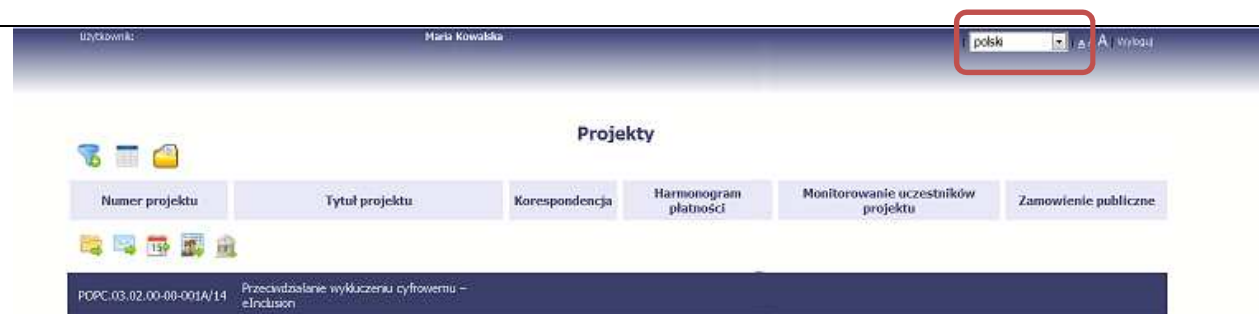 Użytkownik: Maria Kowalska polski A A Wyloguj
Projekty
Numer projektu Tytuł projektu Korespondencja Harmonogram płatności Monitorowanie uczestników projektu Zamowienie publiczne
POPC.03.02.00-00-001A/14 Przeciwdziałanie wykluczeniu cyfrowemu –
eInclusion